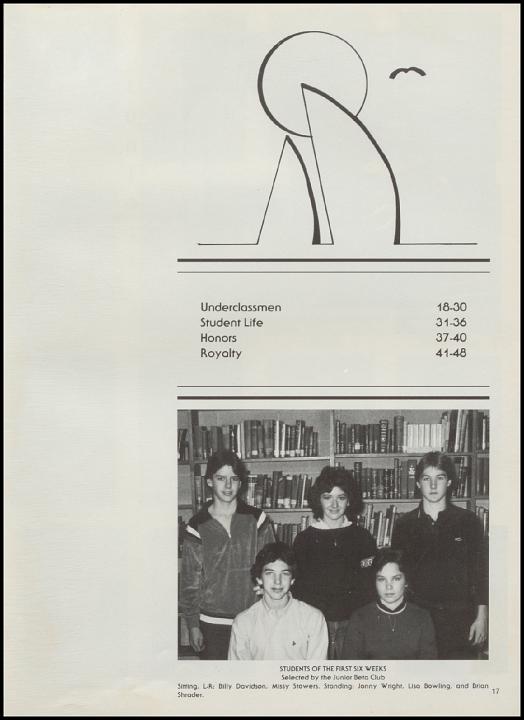 Underclassmen 18-30
Student Life 31-36
Honors 37-40
Royalty 41-48
STUDENTS OF THE FIRST SIX WEEKS
Selected by the Junior Beta Club
Sitting, L-R: Billy Davidson, Missy Stowers. Standing: Jonny Wright, Lisa Bowling, and Brian
Shrader.
17